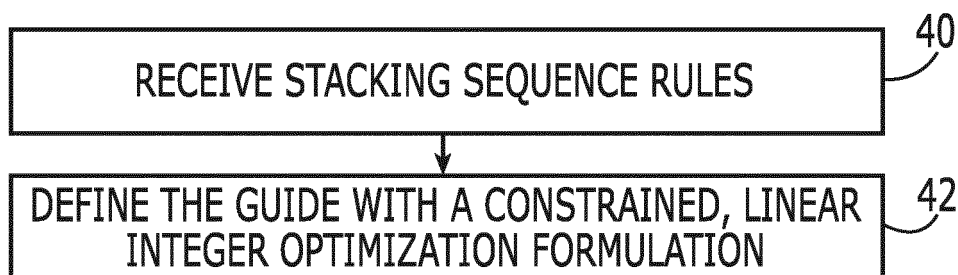 40
RECEIVE STACKING SEQUENCE RULES
DEFINE THE GUIDE WITH A CONSTRAINED, LINEAR
INTEGER OPTIMIZATION FORMULATION
42